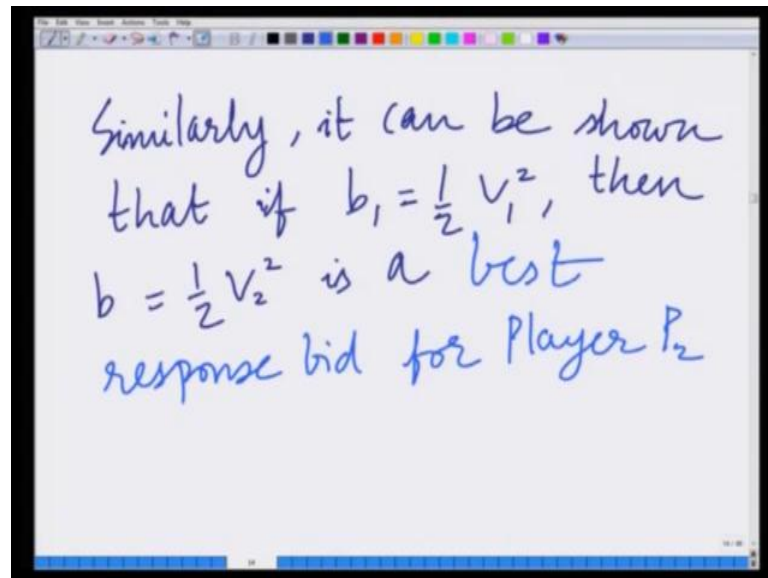 Similarly, it can be shown
that if b₁ = 1/2 V₁², then
b = 1/2 V₂² is a best
response bid for Player P₂